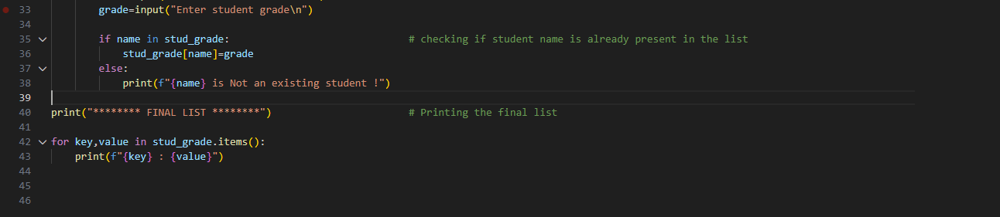 33 grade=input("Enter student grade\n")
34
35 if name in stud_grade: # checking if student name is already present in the list
36 stud_grade[name]=grade
37 else:
38 print(f"{name} is Not an existing student !")
39
40 print("******** FINAL LIST ********") # Printing the final list
41
42 for key,value in stud_grade.items():
43 print(f"{key} : {value}")
44
45
46